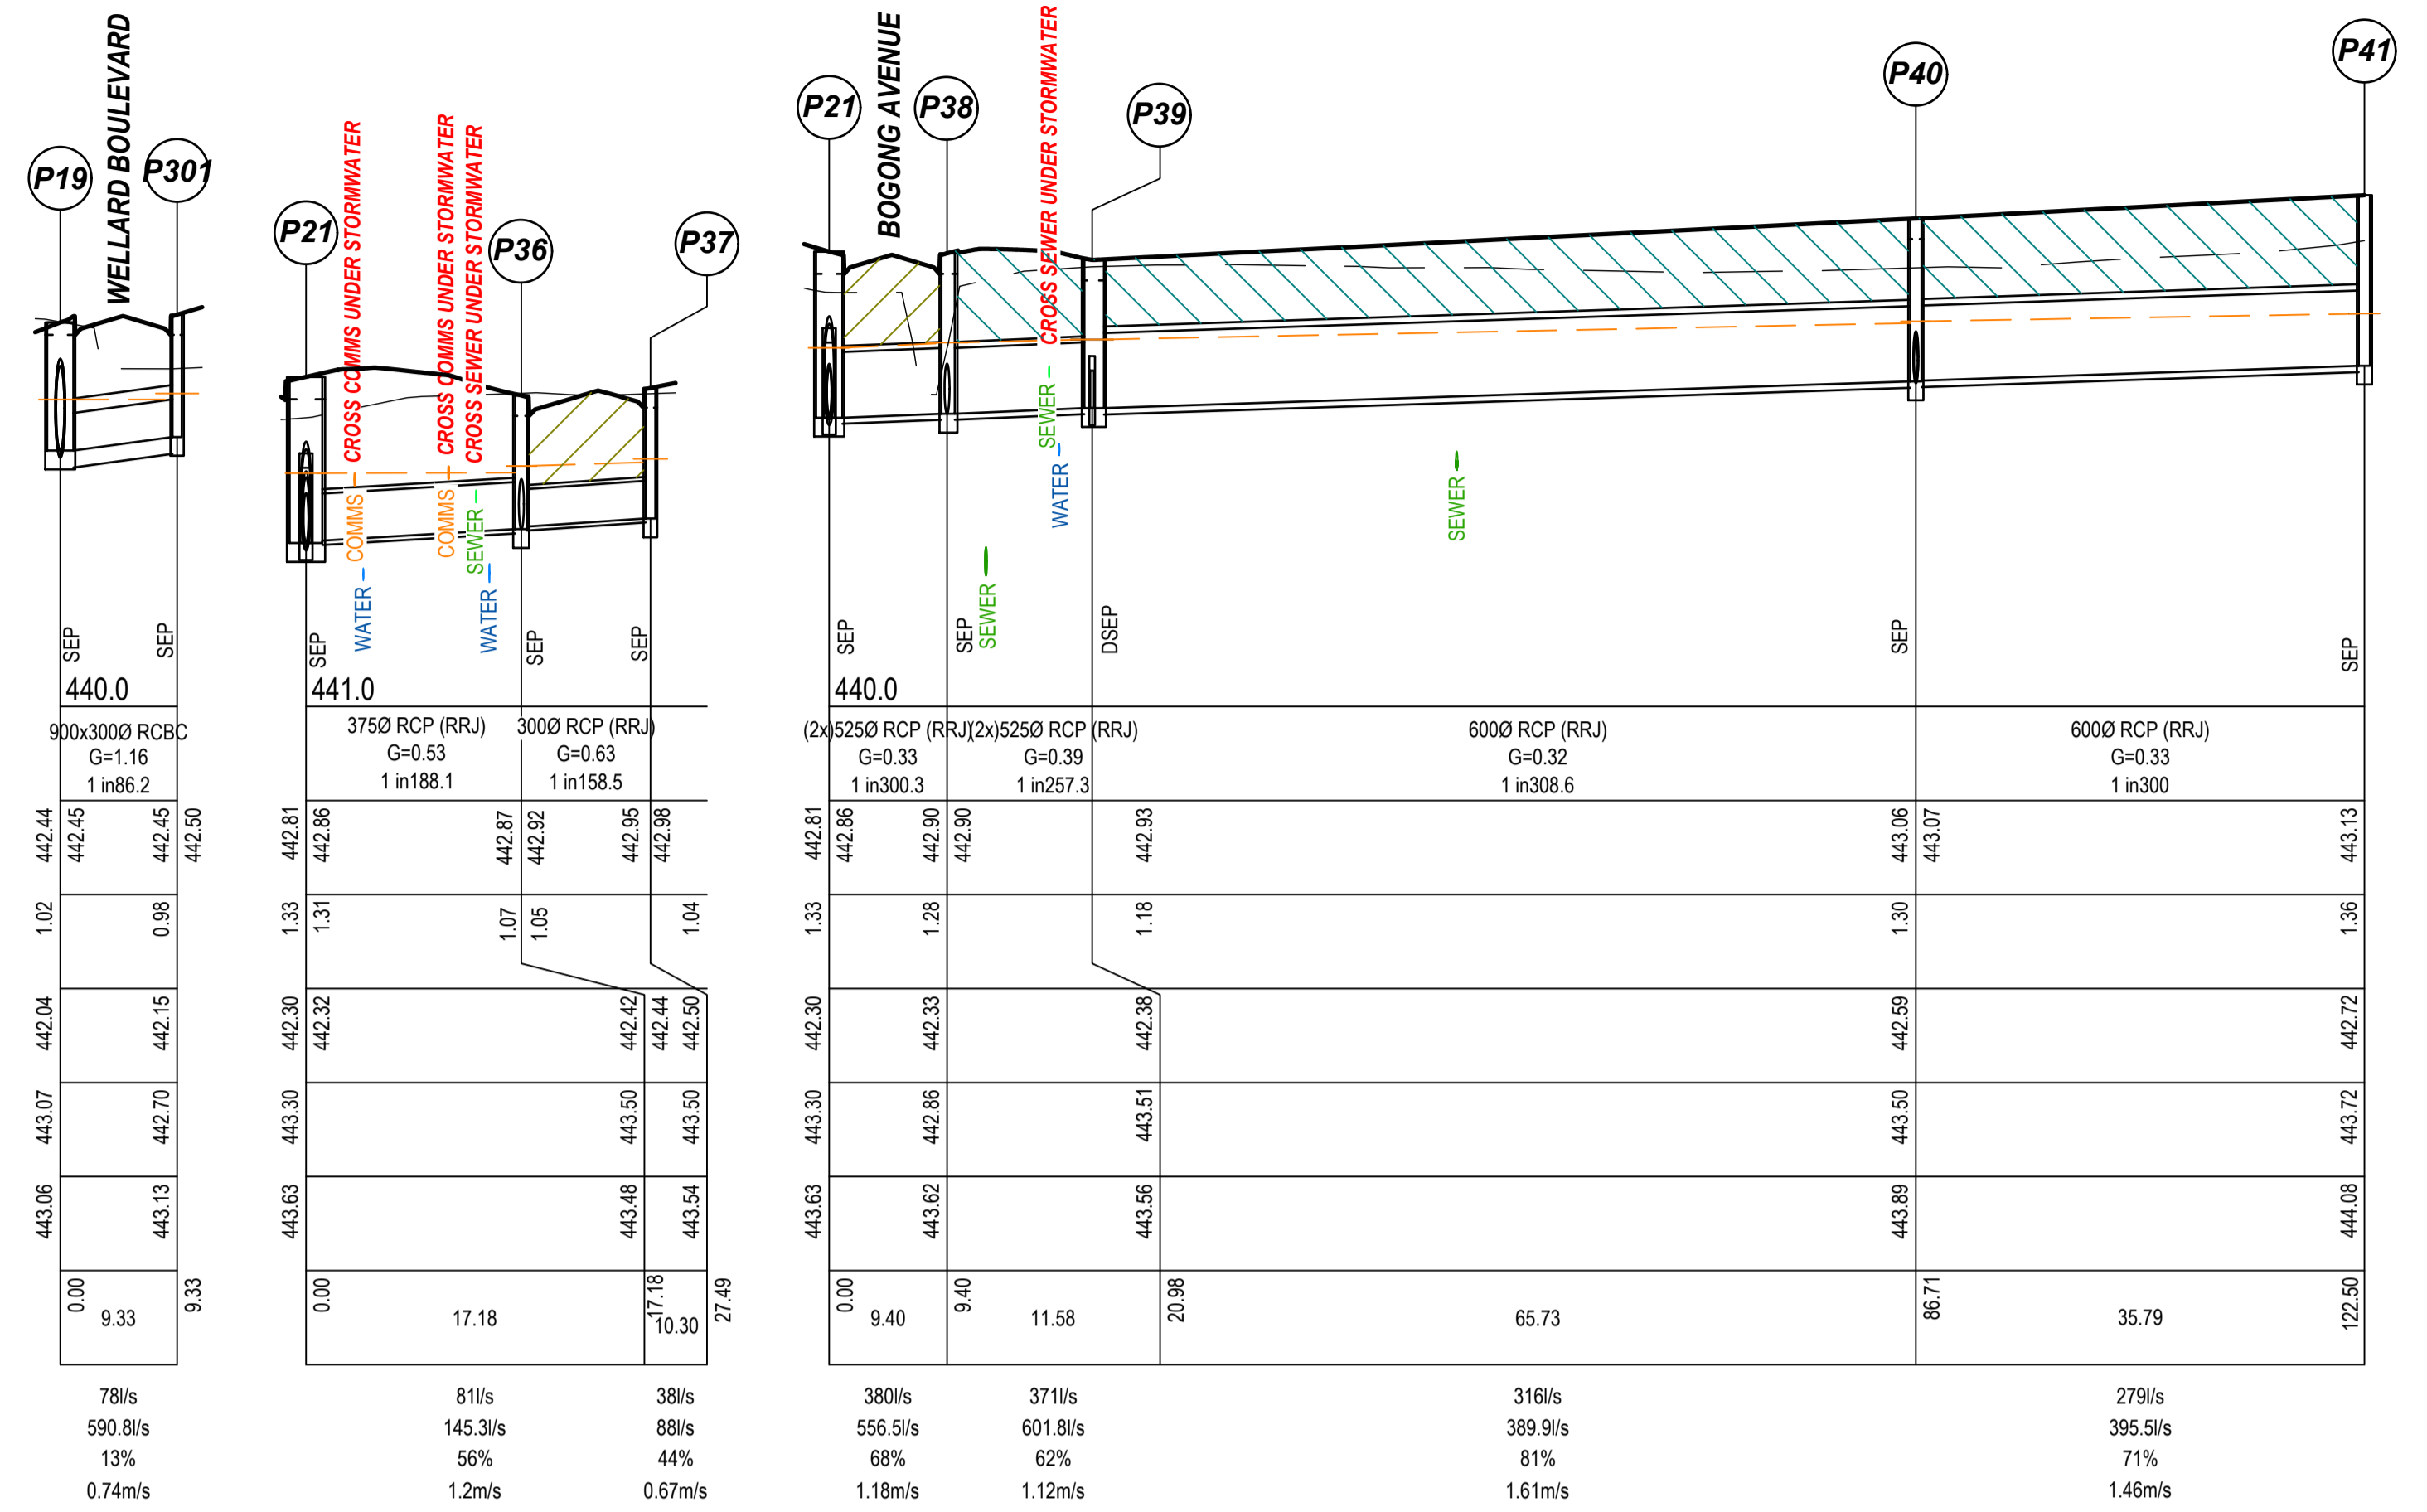 WELLARD BOULEVARD
P19
P301
SEP
SEP
440.0
900x300Ø RCBC
G=1.16
1 in86.2
442.44
442.45
442.45
442.50
1.02
0.98
442.04
442.15
443.07
442.70
443.06
443.13
0.00
9.33
9.33
78l/s
590.8l/s
13%
0.74m/s
P21
P36
P37
CROSS COMMS UNDER STORMWATER
CROSS COMMS UNDER STORMWATER
CROSS SEWER UNDER STORMWATER
COMMS
COMMS
SEWER
WATER
WATER
SEP
SEP
SEP
441.0
375Ø RCP (RRJ)
G=0.53
1 in188.1
300Ø RCP (RRJ)
G=0.63
1 in158.5
442.81
442.86
442.87
442.92
442.95
442.98
1.33
1.31
1.07
1.05
1.04
442.30
442.32
442.42
442.44
442.50
443.30
443.50
443.50
443.63
443.48
443.54
0.00
17.18
17.18
10.30
27.49
81l/s
145.3l/s
56%
1.2m/s
38l/s
88l/s
44%
0.67m/s
P21
BOGONG AVENUE
P38
CROSS SEWER UNDER STORMWATER
P39
P40
P41
SEWER
WATER
SEWER
SEWER
SEP
SEP
DSEP
SEP
SEP
440.0
(2x)525Ø RCP (RRJ)
G=0.33
1 in300.3
(2x)525Ø RCP (RRJ)
G=0.39
1 in257.3
600Ø RCP (RRJ)
G=0.32
1 in308.6
600Ø RCP (RRJ)
G=0.33
1 in300
442.81
442.86
442.90
442.90
442.93
443.06
443.07
443.13
1.33
1.28
1.18
1.30
1.36
442.30
442.33
442.38
442.59
442.72
443.30
442.86
443.51
443.50
443.72
443.63
443.62
443.56
443.89
444.08
0.00
9.40
9.40
11.58
20.98
65.73
86.71
35.79
122.50
380l/s
556.5l/s
68%
1.18m/s
371l/s
601.8l/s
62%
1.12m/s
316l/s
389.9l/s
81%
1.61m/s
279l/s
395.5l/s
71%
1.46m/s